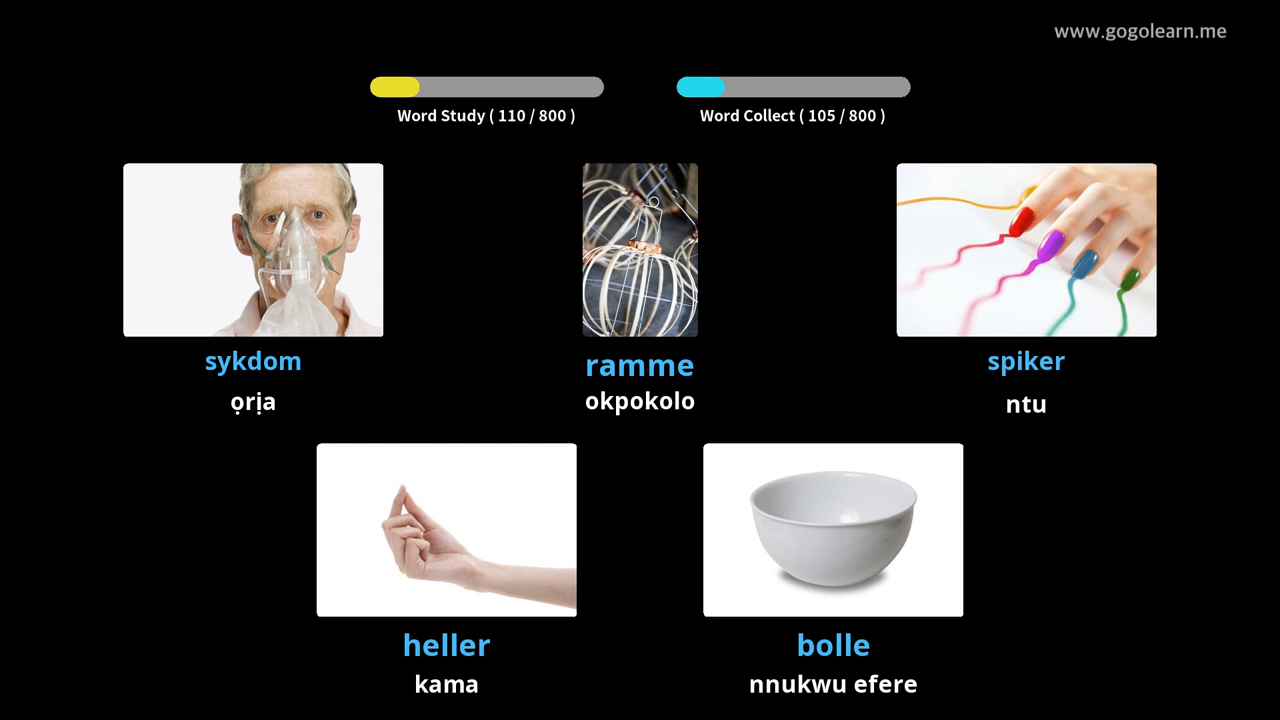 www.gogolearn.me
Word Study ( 110 / 800 )
Word Collect ( 105 / 800 )
sykdom
ọrịa
ramme
okpokolo
spiker
ntu
heller
kama
bolle
nnukwu efere